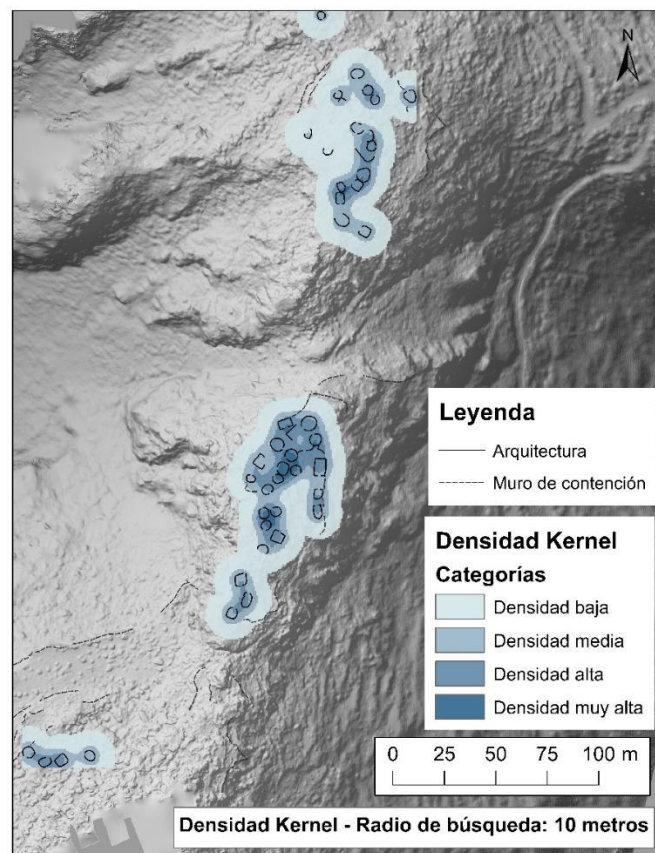 N
Leyenda
Arquitectura
Muro de contención
Densidad Kernel
Categorías
Densidad baja
Densidad media
Densidad alta
Densidad muy alta
0 25 50 75 100 m
Densidad Kernel - Radio de búsqueda: 10 metros